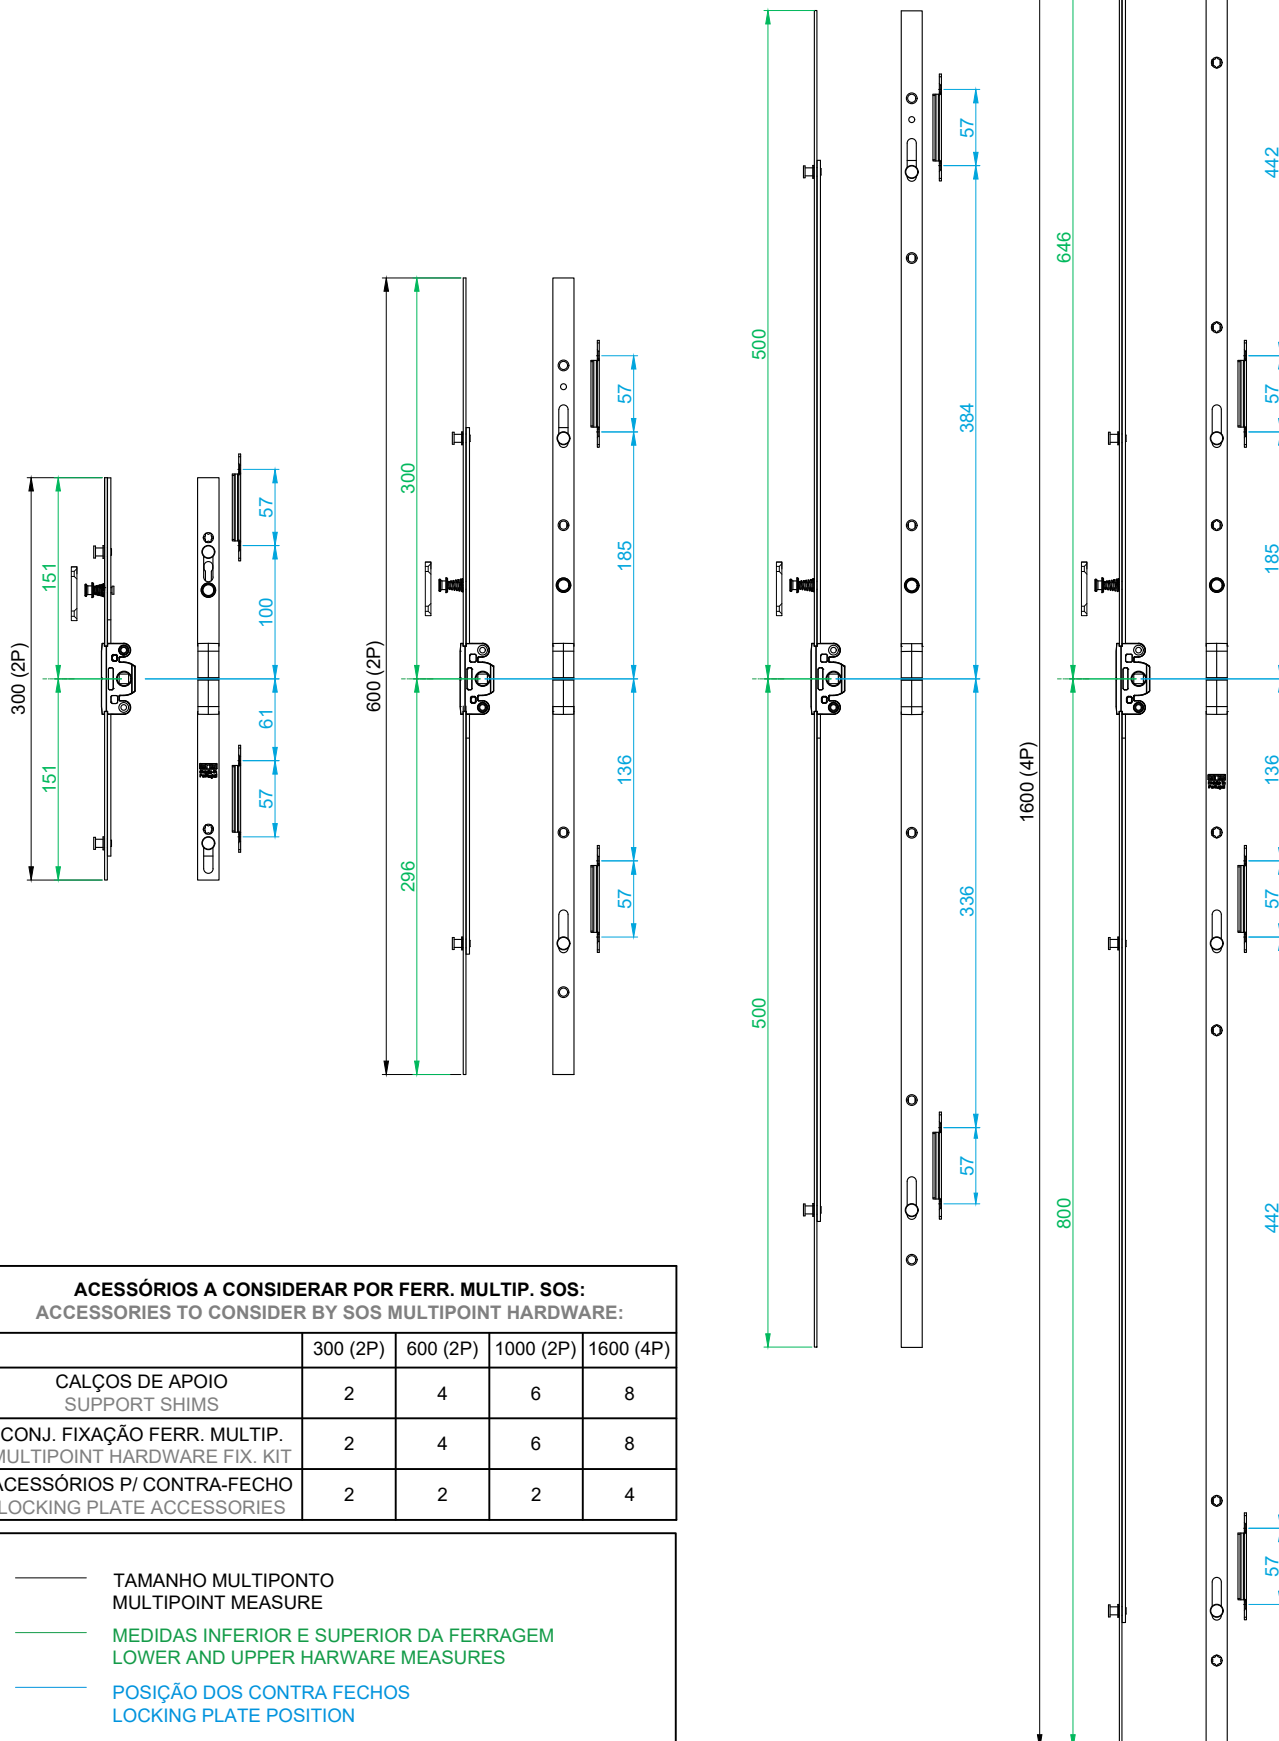 300 (2P)
151
151
57
100
61
57
600 (2P)
300
296
57
185
136
57
500
500
57
384
336
57
1600 (4P)
646
800
442
57
185
136
57
442
57
ACESSÓRIOS A CONSIDERAR POR FERR. MULTIP. SOS:
ACCESSORIES TO CONSIDER BY SOS MULTIPOINT HARDWARE:
300 (2P) 600 (2P) 1000 (2P) 1600 (4P)
CALÇOS DE APOIO
SUPPORT SHIMS
2 4 6 8
CONJ. FIXAÇÃO FERR. MULTIP.
MULTIPOINT HARDWARE FIX. KIT
2 4 6 8
ACESSÓRIOS P/ CONTRA-FECHO
LOCKING PLATE ACCESSORIES
2 2 2 4
TAMANHO MULTIPONTO
MULTIPOINT MEASURE
MEDIDAS INFERIOR E SUPERIOR DA FERRAGEM
LOWER AND UPPER HARWARE MEASURES
POSIÇÃO DOS CONTRA FECHOS
LOCKING PLATE POSITION